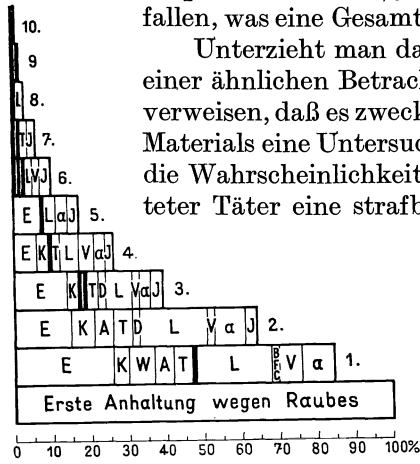 fallen, was eine Gesamt
Unterzieht man da
einer ähnlichen Betrac
verweisen, daß es zweck
Materials eine Untersuc
die Wahrscheinlichkeit
teter Täter eine strafb
10.
9
L 8.
T J 7.
L V J 6.
E L a J 5.
E K T L V a J 4.
E K T D L V a J 3.
E K A T D L V a J 2.
E K W A T L B F C V a 1.
Erste Anhaltung wegen Raubes
0 10 20 30 40 50 60 70 80 90 100%